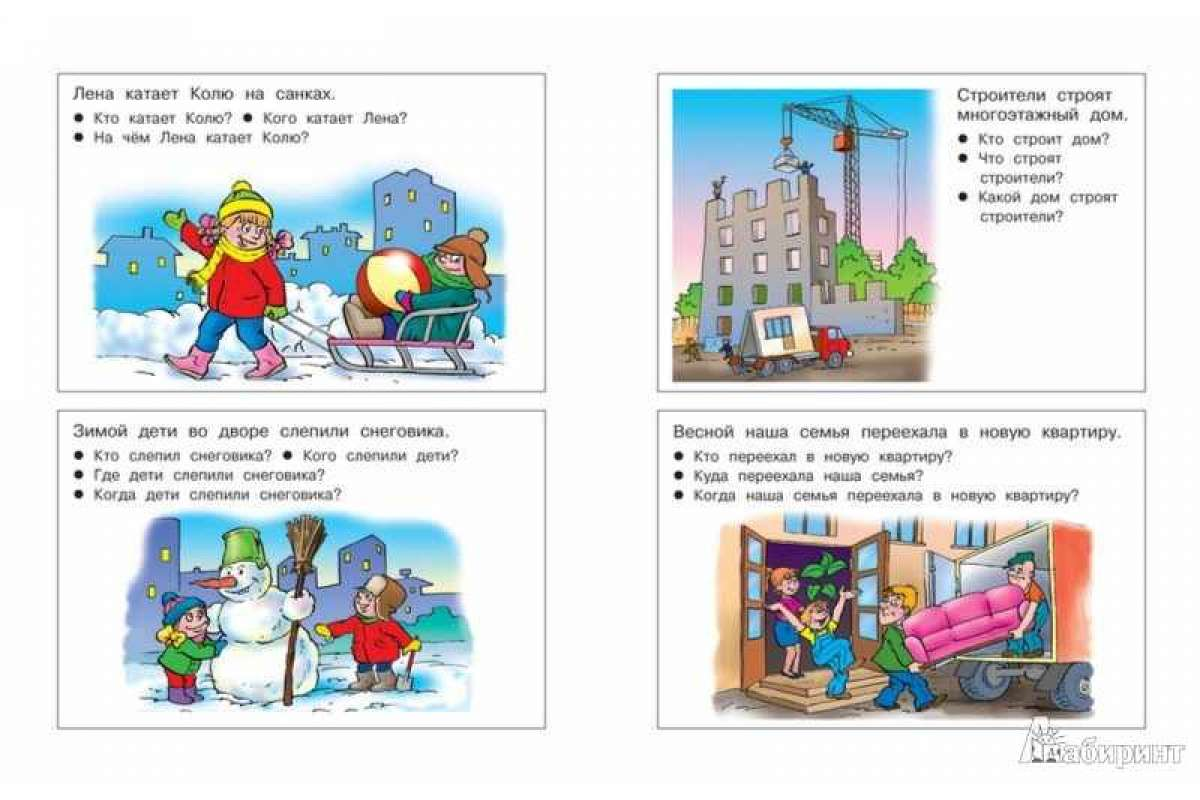 Лена катает Колю на санках.
● Кто катает Колю? ● Кого катает Лена?
● На чём Лена катает Колю?
Строители строят
многоэтажный дом.
● Кто строит дом?
● Что строят
строители?
● Какой дом строят
строители?
Зимой дети во дворе слепили снеговика.
● Кто слепил снеговика? ● Кого слепили дети?
● Где дети слепили снеговика?
● Когда дети слепили снеговика?
Весной наша семья переехала в новую квартиру.
● Кто переехал в новую квартиру?
● Куда переехала наша семья?
● Когда наша семья переехала в новую квартиру?
Лабиринт